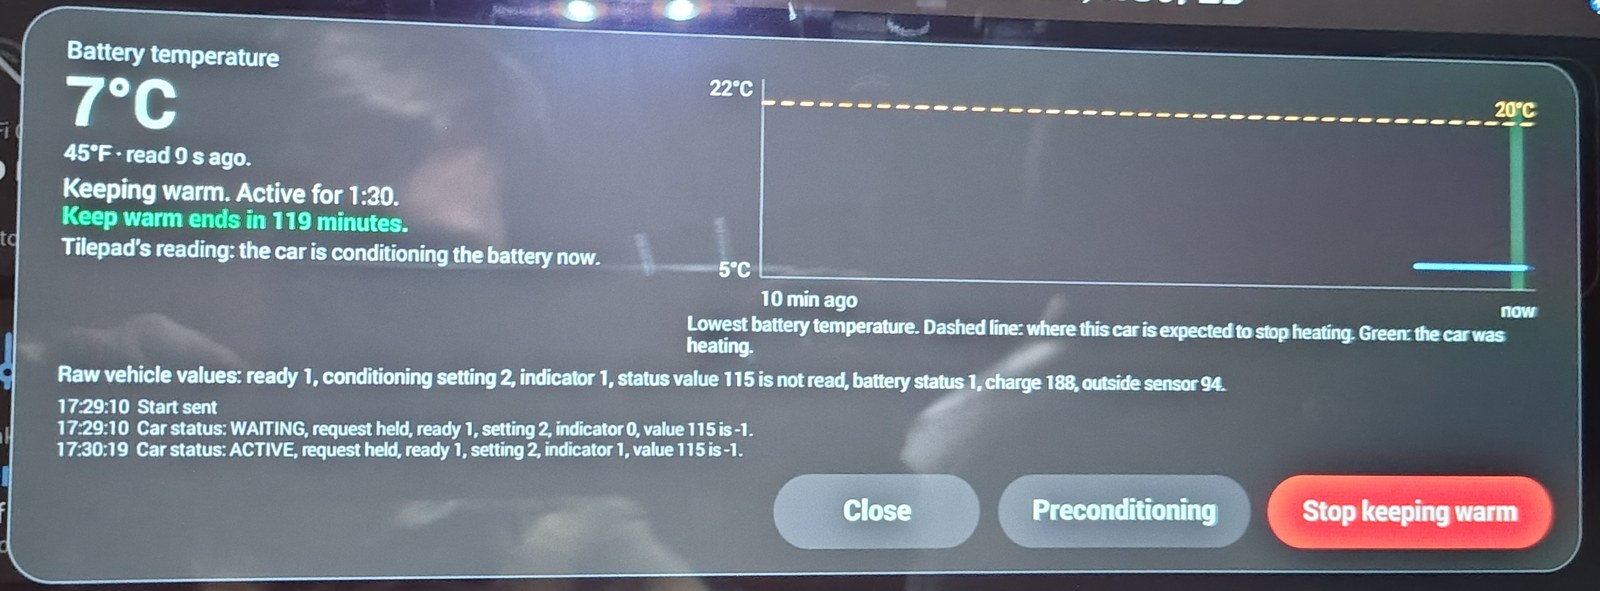 Battery temperature
7°C
45°F · read 9 s ago.
Keeping warm. Active for 1:30.
Keep warm ends in 119 minutes.
Tilepad's reading: the car is conditioning the battery now.
22°C
20°C
5°C
10 min ago
now
Lowest battery temperature. Dashed line: where this car is expected to stop heating. Green: the car was
heating.
Raw vehicle values: ready 1, conditioning setting 2, indicator 1, status value 115 is not read, battery status 1, charge 188, outside sensor 94.
17:29:10 Start sent
17:29:10 Car status: WAITING, request held, ready 1, setting 2, indicator 0, value 115 is -1.
17:30:19 Car status: ACTIVE, request held, ready 1, setting 2, indicator 1, value 115 is -1.
Close
Preconditioning
Stop keeping warm